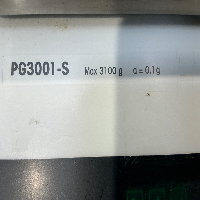 PG3001-S Max 3100 g d = 0.1g